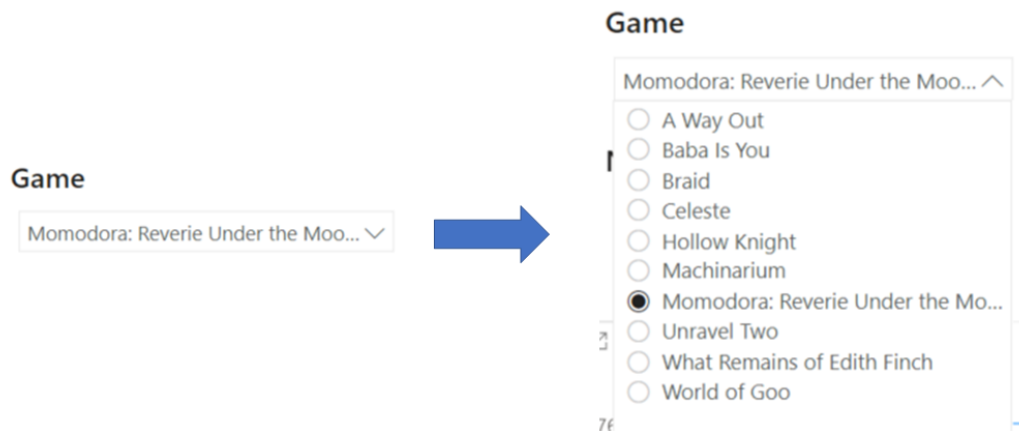 Game
Momodora: Reverie Under the Moo...
Game
Momodora: Reverie Under the Moo...
A Way Out
Baba Is You
Braid
Celeste
Hollow Knight
Machinarium
Momodora: Reverie Under the Mo...
Unravel Two
What Remains of Edith Finch
World of Goo
76